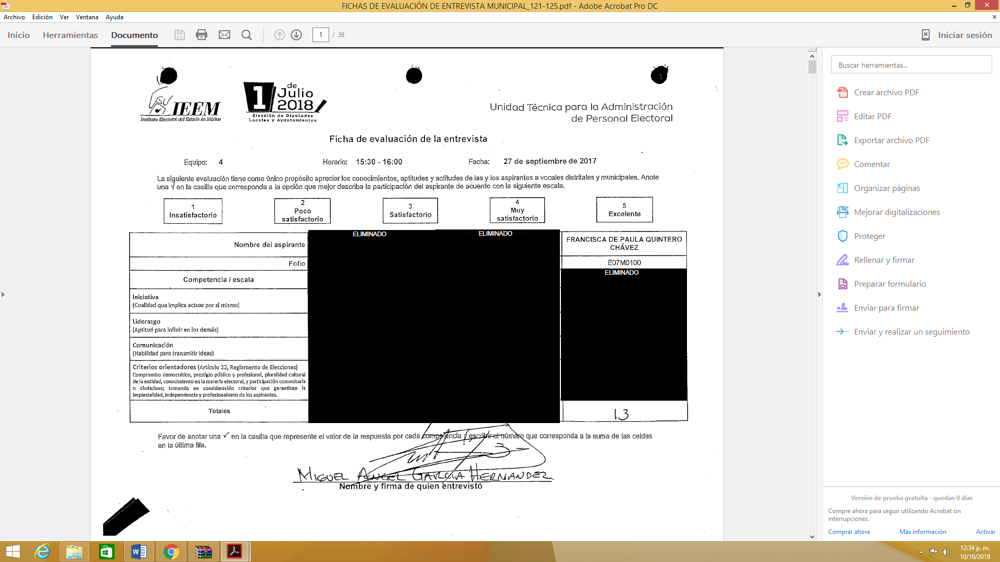 FICHAS DE EVALUACIÓN DE ENTREVISTA MUNICIPAL_121-125.pdf - Adobe Acrobat Pro DC
Archivo Edición Ver Ventana Ayuda
Inicio Herramientas Documento 1 / 36 Iniciar sesión
IEEM
Instituto Electoral del Estado de México
1 de Julio 2018
Elección de Diputados
Locales y Ayuntamientos
Unidad Técnica para la Administración
de Personal Electoral
Ficha de evaluación de la entrevista
Equipo: 4 Horario: 15:30 - 16:00 Fecha: 27 de septiembre de 2017
La siguiente evaluación tiene como único propósito apreciar los conocimientos, aptitudes y actitudes de las y los aspirantes a vocales distritales y municipales. Anote
una √ en la casilla que corresponda a la opción que mejor describa la participación del aspirante de acuerdo con la siguiente escala.
1 Insatisfactorio
2 Poco satisfactorio
3 Satisfactorio
4 Muy satisfactorio
5 Excelente
Nombre del aspirante ELIMINADO ELIMINADO FRANCISCA DE PAULA QUINTERO CHÁVEZ
Folio E07M0100
ELIMINADO
Competencia / escala
Iniciativa
(Cualidad que implica actuar por sí mismo)
Liderazgo
(Aptitud para influir en los demás)
Comunicación
(Habilidad para transmitir ideas)
Criterios orientadores (Artículo 22, Reglamento de Elecciones)
Compromiso democrático, prestigio público y profesional, pluralidad cultural
de la entidad, conocimiento en la materia electoral, y participación comunitaria
o ciudadana; tomando en consideración criterios que garanticen la
imparcialidad, independencia y profesionalismo de los aspirantes.
Totales 13
Favor de anotar una ✓ en la casilla que represente el valor de la respuesta por cada competencia y escribir el número que corresponda a la suma de las celdas
en la última fila.
MIGUEL ANGEL GARCÍA HERNANDEZ.
Nombre y firma de quien entrevistó
Buscar herramientas...
Crear archivo PDF
Editar PDF
Exportar archivo PDF
Comentar
Organizar páginas
Mejorar digitalizaciones
Proteger
Rellenar y firmar
Preparar formulario
Enviar para firmar
Enviar y realizar un seguimiento
Versión de prueba gratuita - quedan 0 días
Compre ahora para seguir utilizando Acrobat sin
interrupciones.
Comprar ahora Más información Activar
12:34 p. m.
10/10/2018